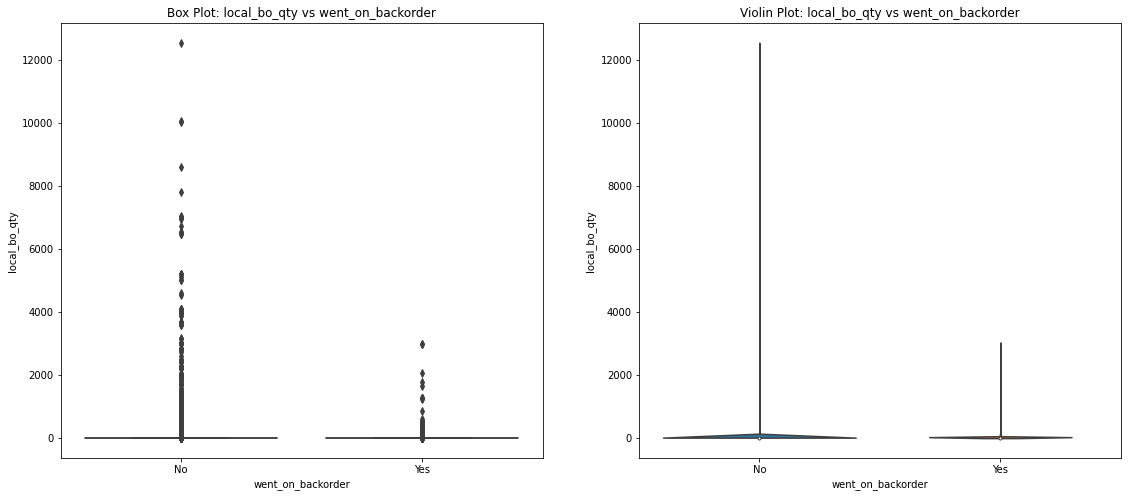 Box Plot: local_bo_qty vs went_on_backorder
12000
10000
8000
6000
4000
2000
0
local_bo_qty
No
Yes
went_on_backorder
Violin Plot: local_bo_qty vs went_on_backorder
12000
10000
8000
6000
4000
2000
0
local_bo_qty
No
Yes
went_on_backorder